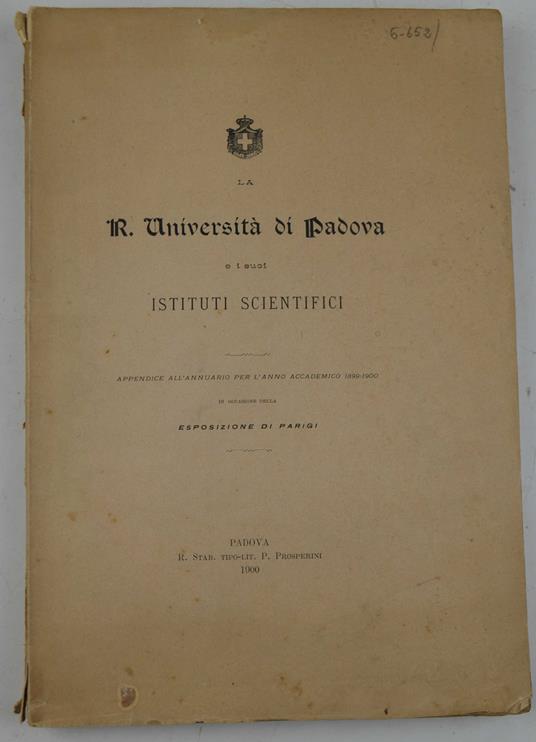 6-652/
LA
R. Università di Padova
e i suoi
ISTITUTI SCIENTIFICI
APPENDICE ALL'ANNUARIO PER L'ANNO ACCADEMICO 1899-1900
IN OCCASIONE DELLA
ESPOSIZIONE DI PARIGI
PADOVA
R. STAB. TIPO-LIT. P. PROSPERINI
1900